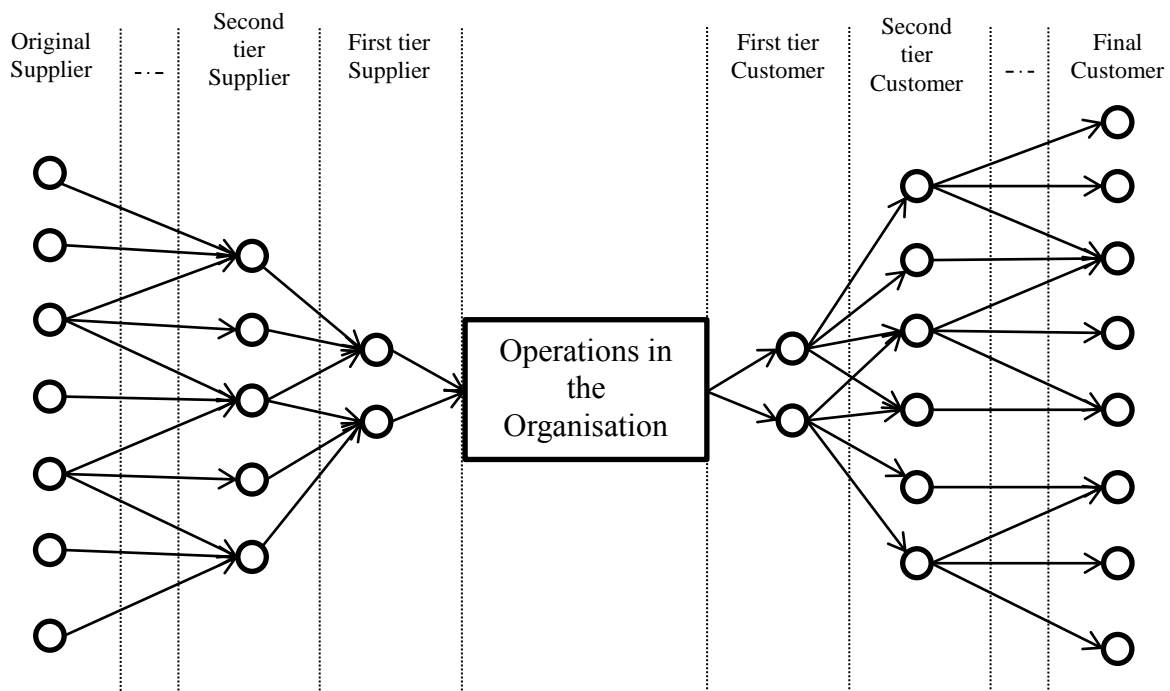 Original
Supplier
Second
tier
Supplier
First tier
Supplier
First tier
Customer
Second
tier
Customer
Final
Customer
Operations in
the
Organisation